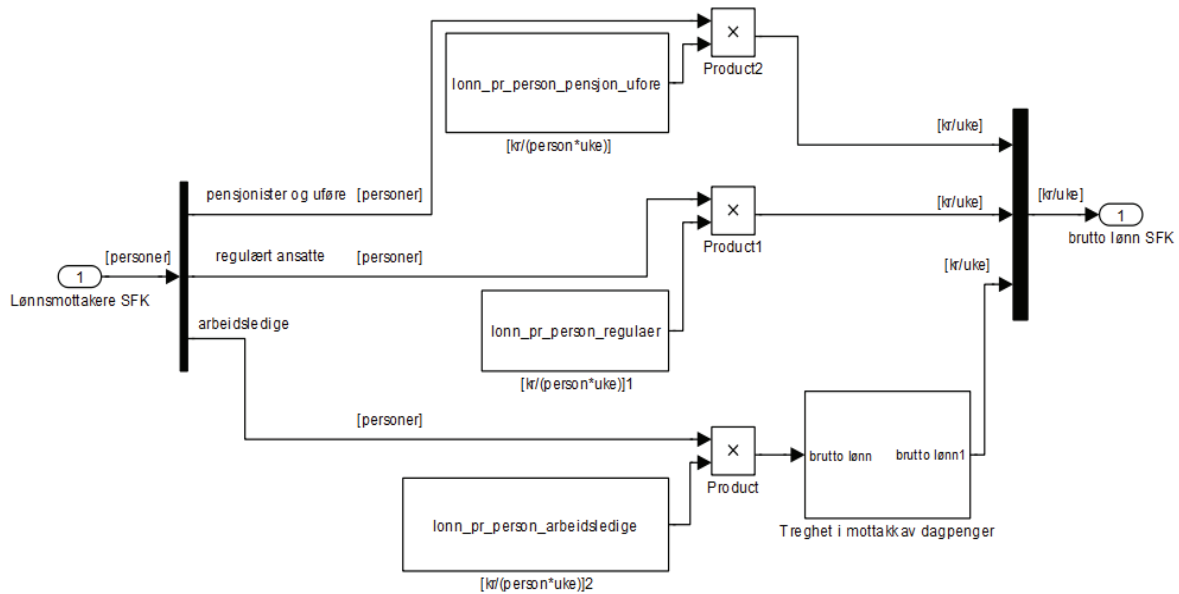 ×
Product2
lonn_pr_person_pensjon_ufore
[kr/(person*uke)]
[kr/uke]
pensjonister og uføre [personer]
×
Product1
[kr/uke]
[kr/uke]
1
brutto lønn SFK
[personer]
1
Lønnsmottakere SFK
regulært ansatte [personer]
[kr/uke]
arbeidsledige
lonn_pr_person_regulaer
[kr/(person*uke)]1
[personer]
×
Product
brutto lønn brutto lønn1
Treghet i mottakkav dagpenger
lonn_pr_person_arbeidsledige
[kr/(person*uke)]2